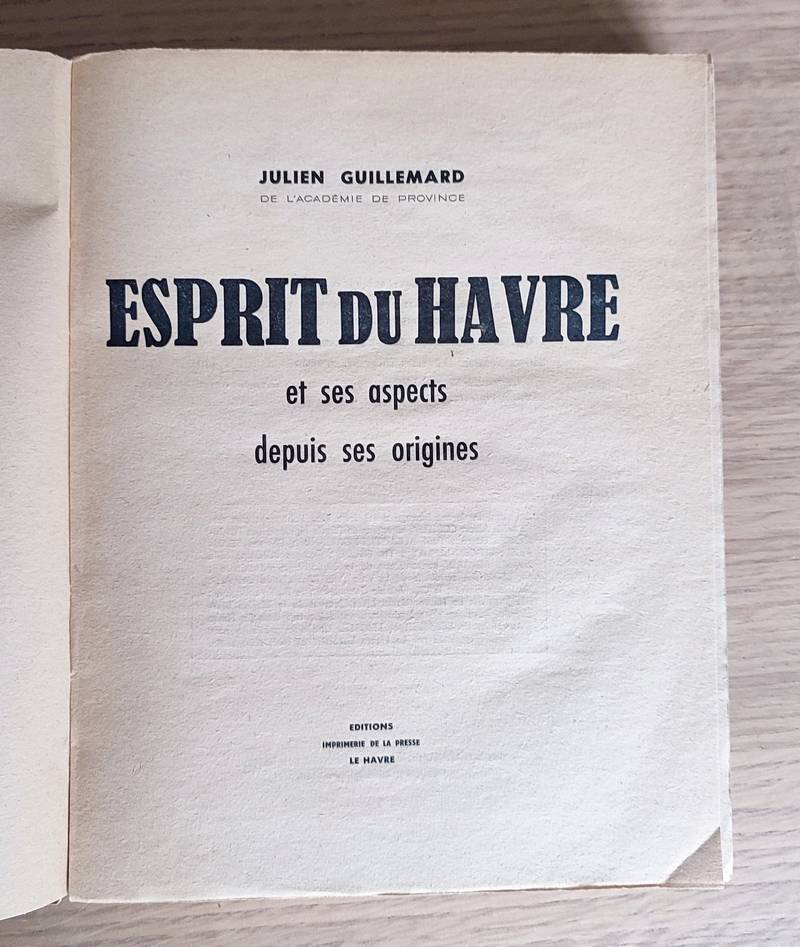 JULIEN GUILLEMARD
DE L'ACADÉMIE DE PROVINCE
ESPRIT DU HAVRE
et ses aspects
depuis ses origines
EDITIONS
IMPRIMERIE DE LA PRESSE
LE HAVRE